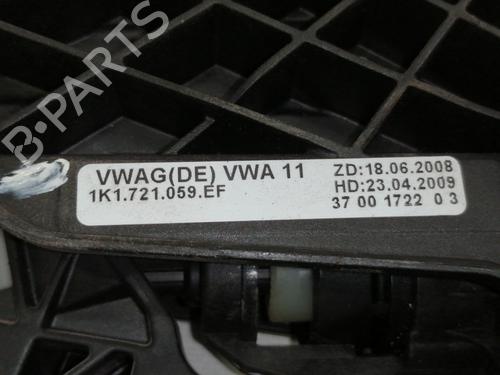 B-PARTS
VWAG(DE) VWA 11
1K1.721.059.EF
ZD:18.06.2008
HD:23.04.2009
37 00 1722 0 3